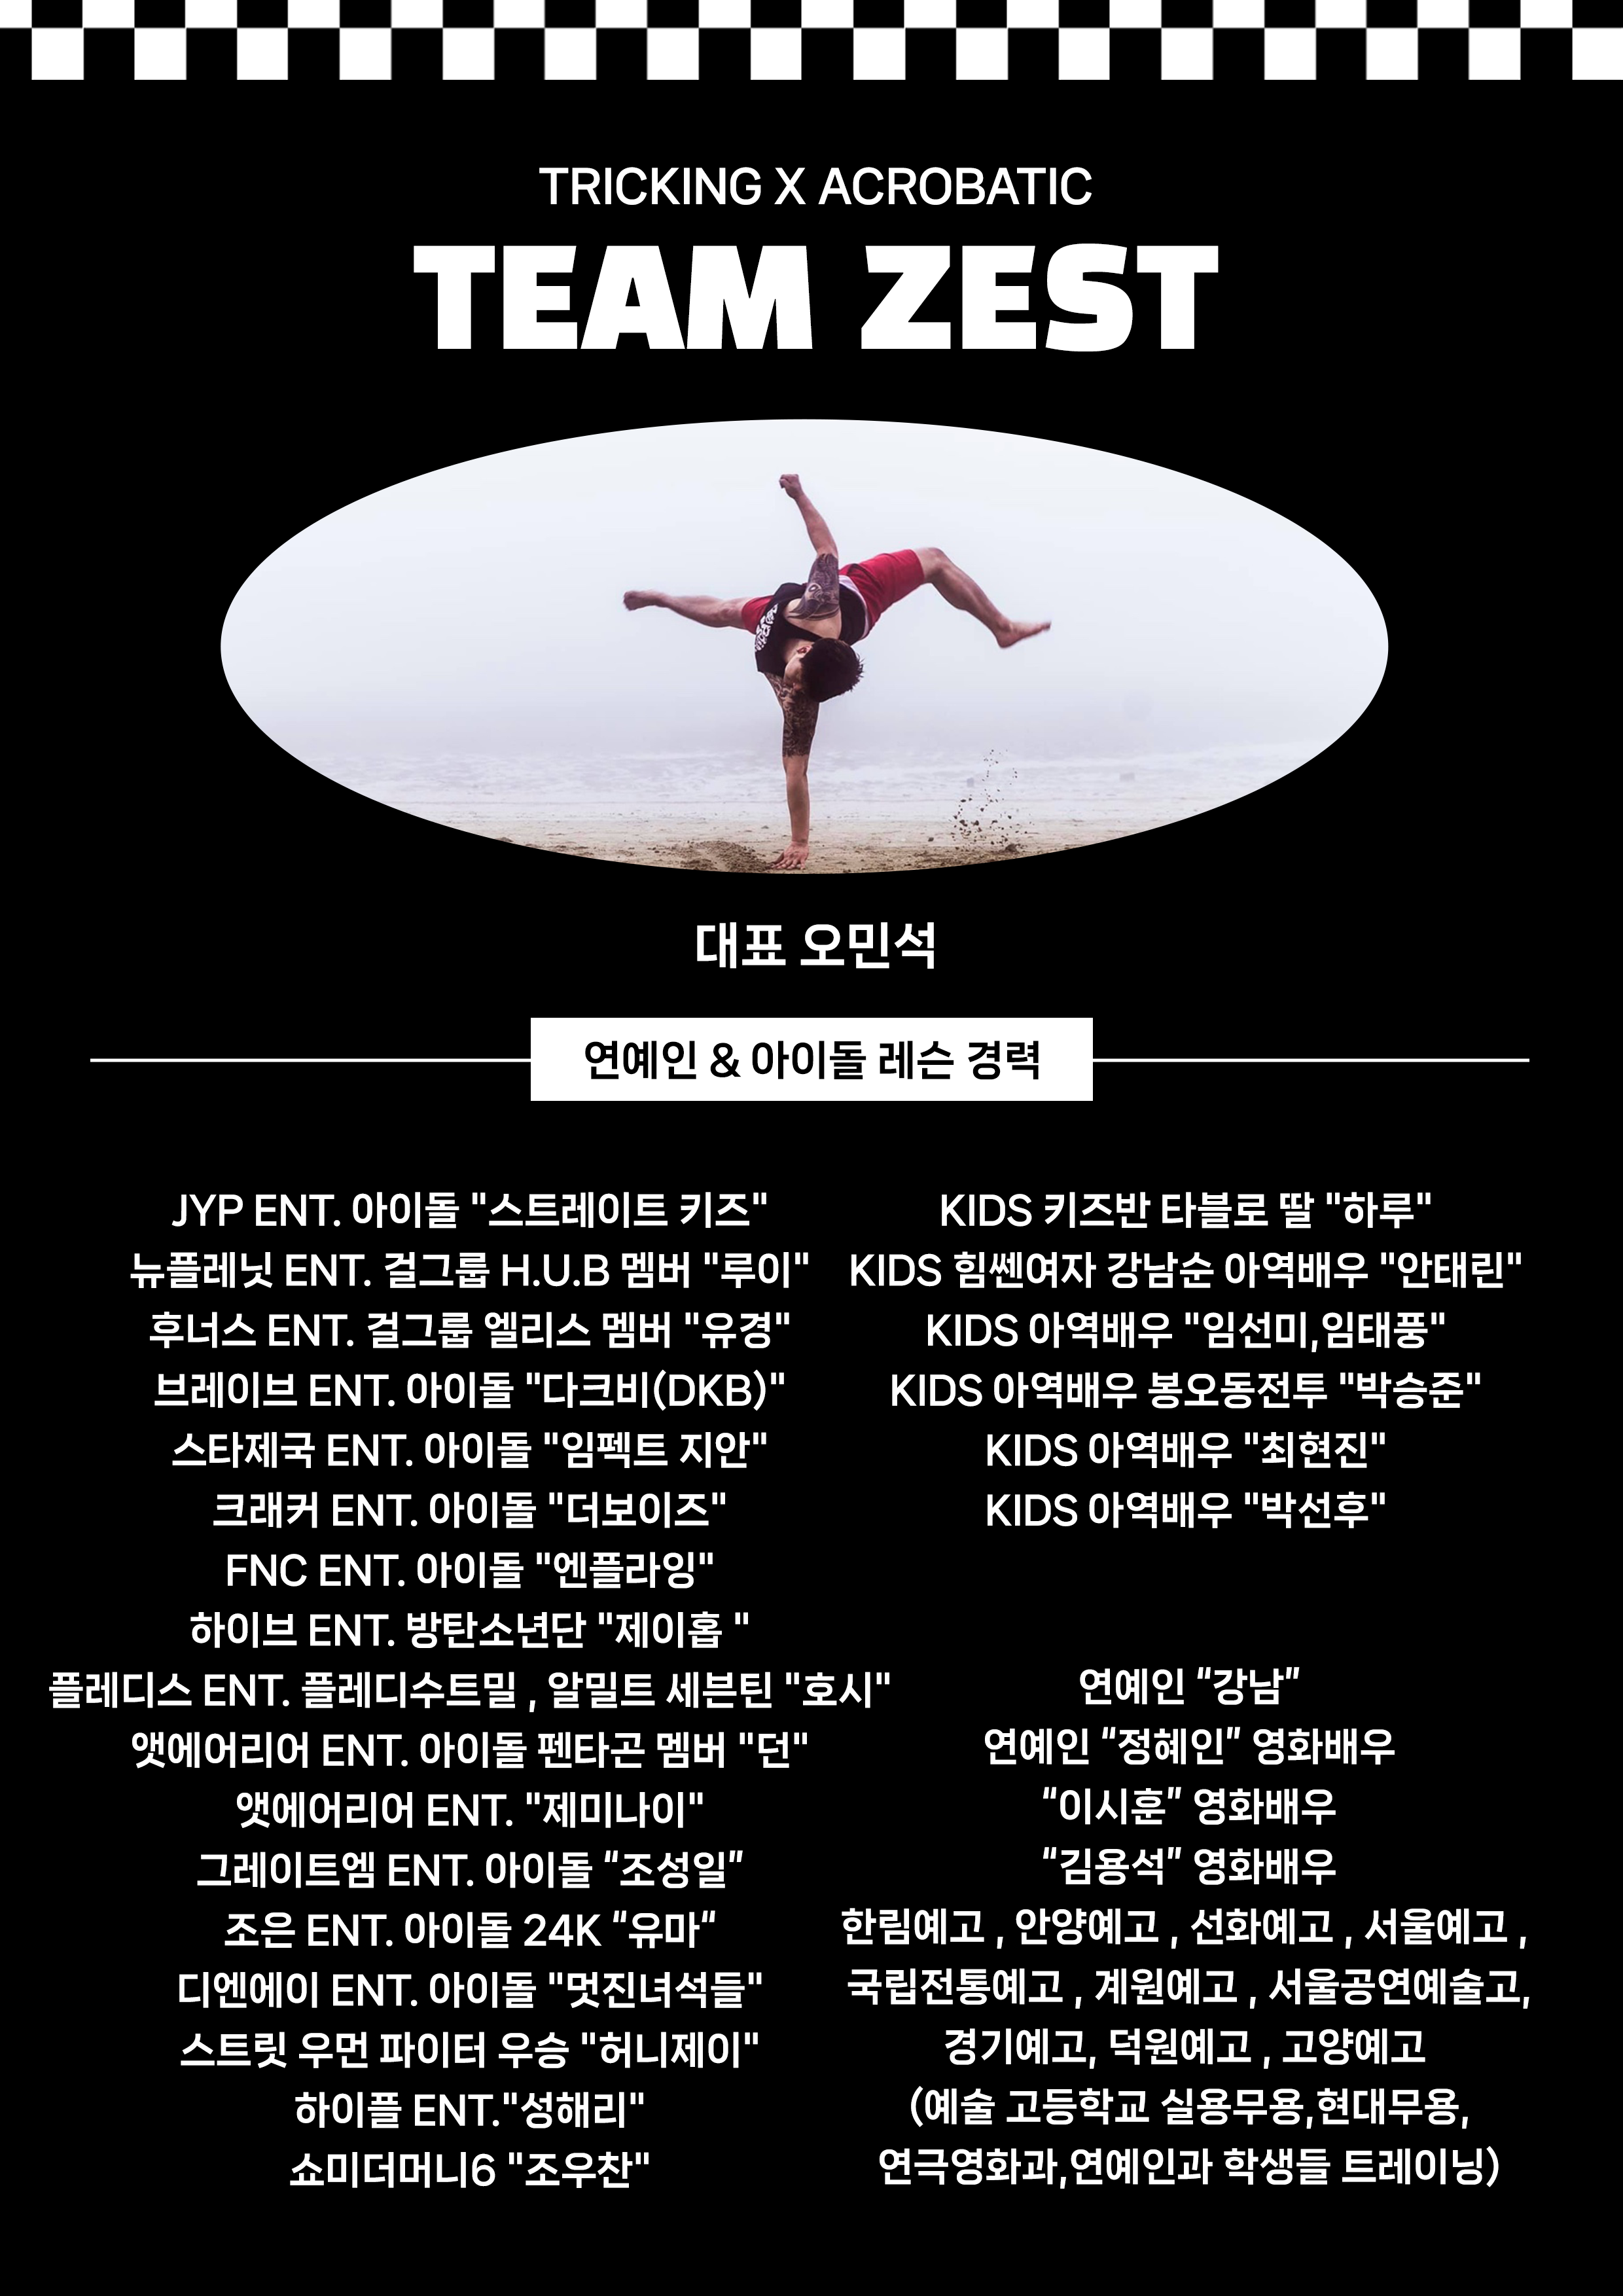 TRICKING X ACROBATIC
TEAM ZEST
대표 오민석
연예인 & 아이돌 레슨 경력
JYP ENT. 아이돌 "스트레이트 키즈"
뉴플레닛 ENT. 걸그룹 H.U.B 멤버 "루이"
후너스 ENT. 걸그룹 엘리스 멤버 "유경"
브레이브 ENT. 아이돌 "다크비(DKB)"
스타제국 ENT. 아이돌 "임펙트 지안"
크래커 ENT. 아이돌 "더보이즈"
FNC ENT. 아이돌 "엔플라잉"
하이브 ENT. 방탄소년단 "제이홉 "
플레디스 ENT. 플레디수트밀 , 알밀트 세븐틴 "호시"
앳에어리어 ENT. 아이돌 펜타곤 멤버 "던"
앳에어리어 ENT. "제미나이"
그레이트엠 ENT. 아이돌 “조성일”
조은 ENT. 아이돌 24K “유마“
디엔에이 ENT. 아이돌 "멋진녀석들"
스트릿 우먼 파이터 우승 "허니제이"
하이플 ENT."성해리"
쇼미더머니6 "조우찬"
KIDS 키즈반 타블로 딸 "하루"
KIDS 힘쎈여자 강남순 아역배우 "안태린"
KIDS 아역배우 "임선미,임태풍"
KIDS 아역배우 봉오동전투 "박승준"
KIDS 아역배우 "최현진"
KIDS 아역배우 "박선후"
연예인 “강남”
연예인 “정혜인” 영화배우
“이시훈” 영화배우
“김용석” 영화배우
한림예고 , 안양예고 , 선화예고 , 서울예고 ,
국립전통예고 , 계원예고 , 서울공연예술고,
경기예고, 덕원예고 , 고양예고
(예술 고등학교 실용무용,현대무용,
연극영화과,연예인과 학생들 트레이닝)